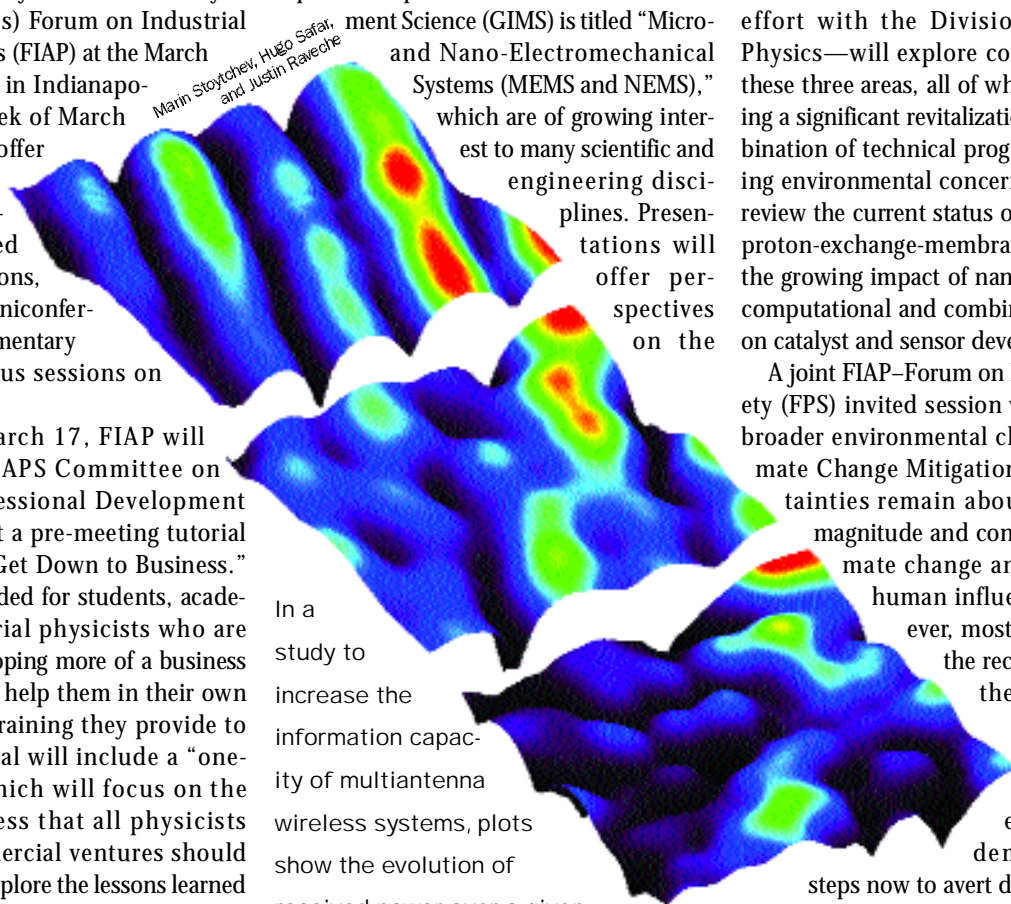 s) Forum on Industrial
s (FIAP) at the March
in Indianapo-
ek of March
offer
-
ed
ons,
niconfer-
mentary
us sessions on
arch 17, FIAP will
APS Committee on
essional Development
t a pre-meeting tutorial
Get Down to Business.”
ded for students, acade-
rial physicists who are
oping more of a business
help them in their own
raining they provide to
al will include a “one-
hich will focus on the
ess that all physicists
ercial ventures should
plore the lessons learned
Marin Stoytchev, Hugo Safar,
and Justin Raveche
ment Science (GIMS) is titled “Micro-
and Nano-Electromechanical
Systems (MEMS and NEMS),”
which are of growing inter-
est to many scientific and
engineering disci-
plines. Presen-
tations will
offer per-
spectives
on the
In a
study to
increase the
information capac-
ity of multiantenna
wireless systems, plots
show the evolution of
received power over a given
effort with the Divisio
Physics—will explore co
these three areas, all of wh
ing a significant revitalizati
bination of technical prog
ing environmental concer
review the current status o
proton-exchange-membra
the growing impact of nan
computational and combin
on catalyst and sensor deve
A joint FIAP–Forum on
ety (FPS) invited session
broader environmental cl
mate Change Mitigation
tainties remain abou
magnitude and con
mate change an
human influe
ever, most
the rec
the
e
den
steps now to avert d